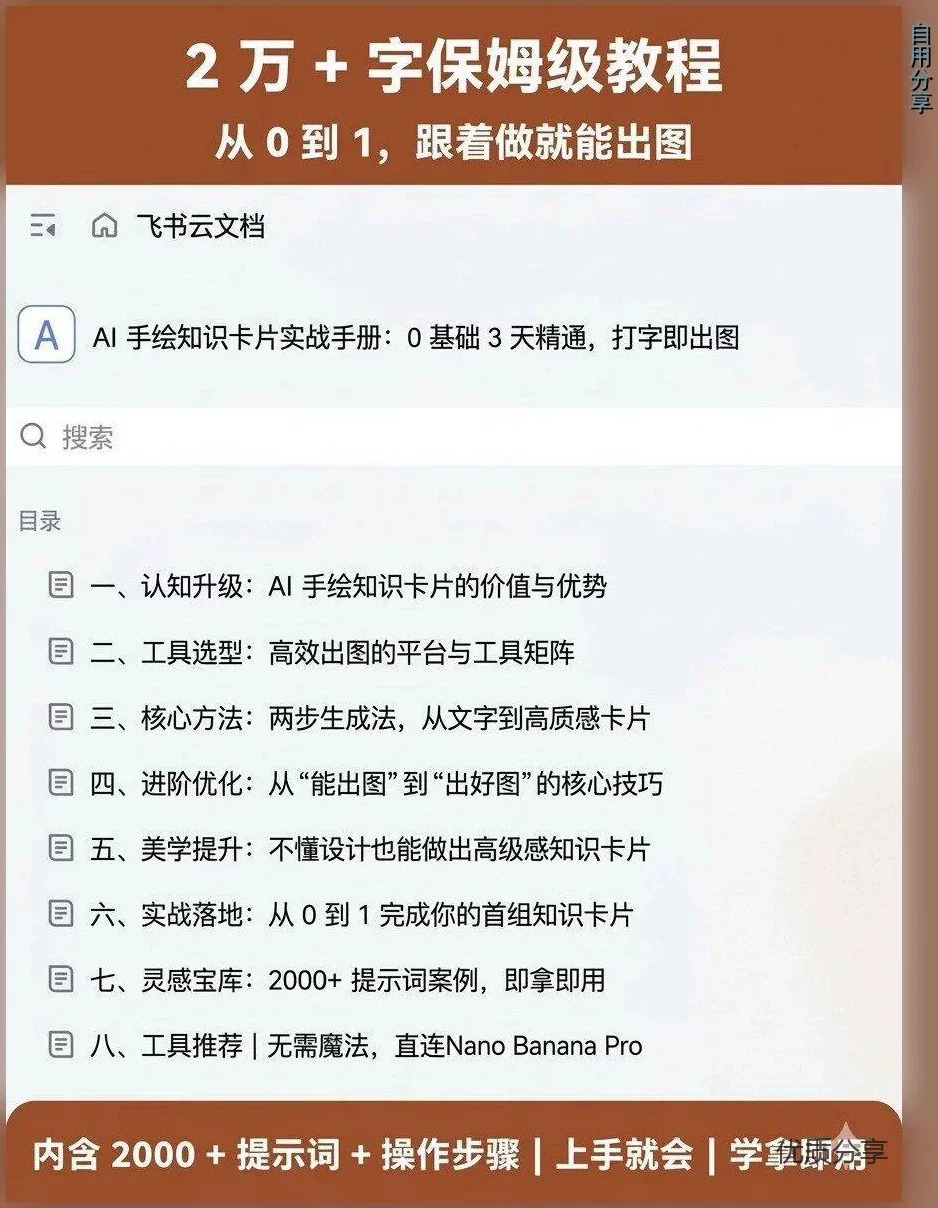 2 万 + 字保姆级教程
从 0 到 1，跟着做就能出图
自用分享
飞书云文档
A
AI 手绘知识卡片实战手册：0 基础 3 天精通，打字即出图
搜索
目录
一、认知升级：AI 手绘知识卡片的价值与优势
二、工具选型：高效出图的平台与工具矩阵
三、核心方法：两步生成法，从文字到高质感卡片
四、进阶优化：从“能出图”到“出好图”的核心技巧
五、美学提升：不懂设计也能做出高级感知识卡片
六、实战落地：从 0 到 1 完成你的首组知识卡片
七、灵感宝库：2000+ 提示词案例，即拿即用
八、工具推荐 | 无需魔法，直连Nano Banana Pro
内含 2000 + 提示词 + 操作步骤 | 上手就会 | 学
优质分享